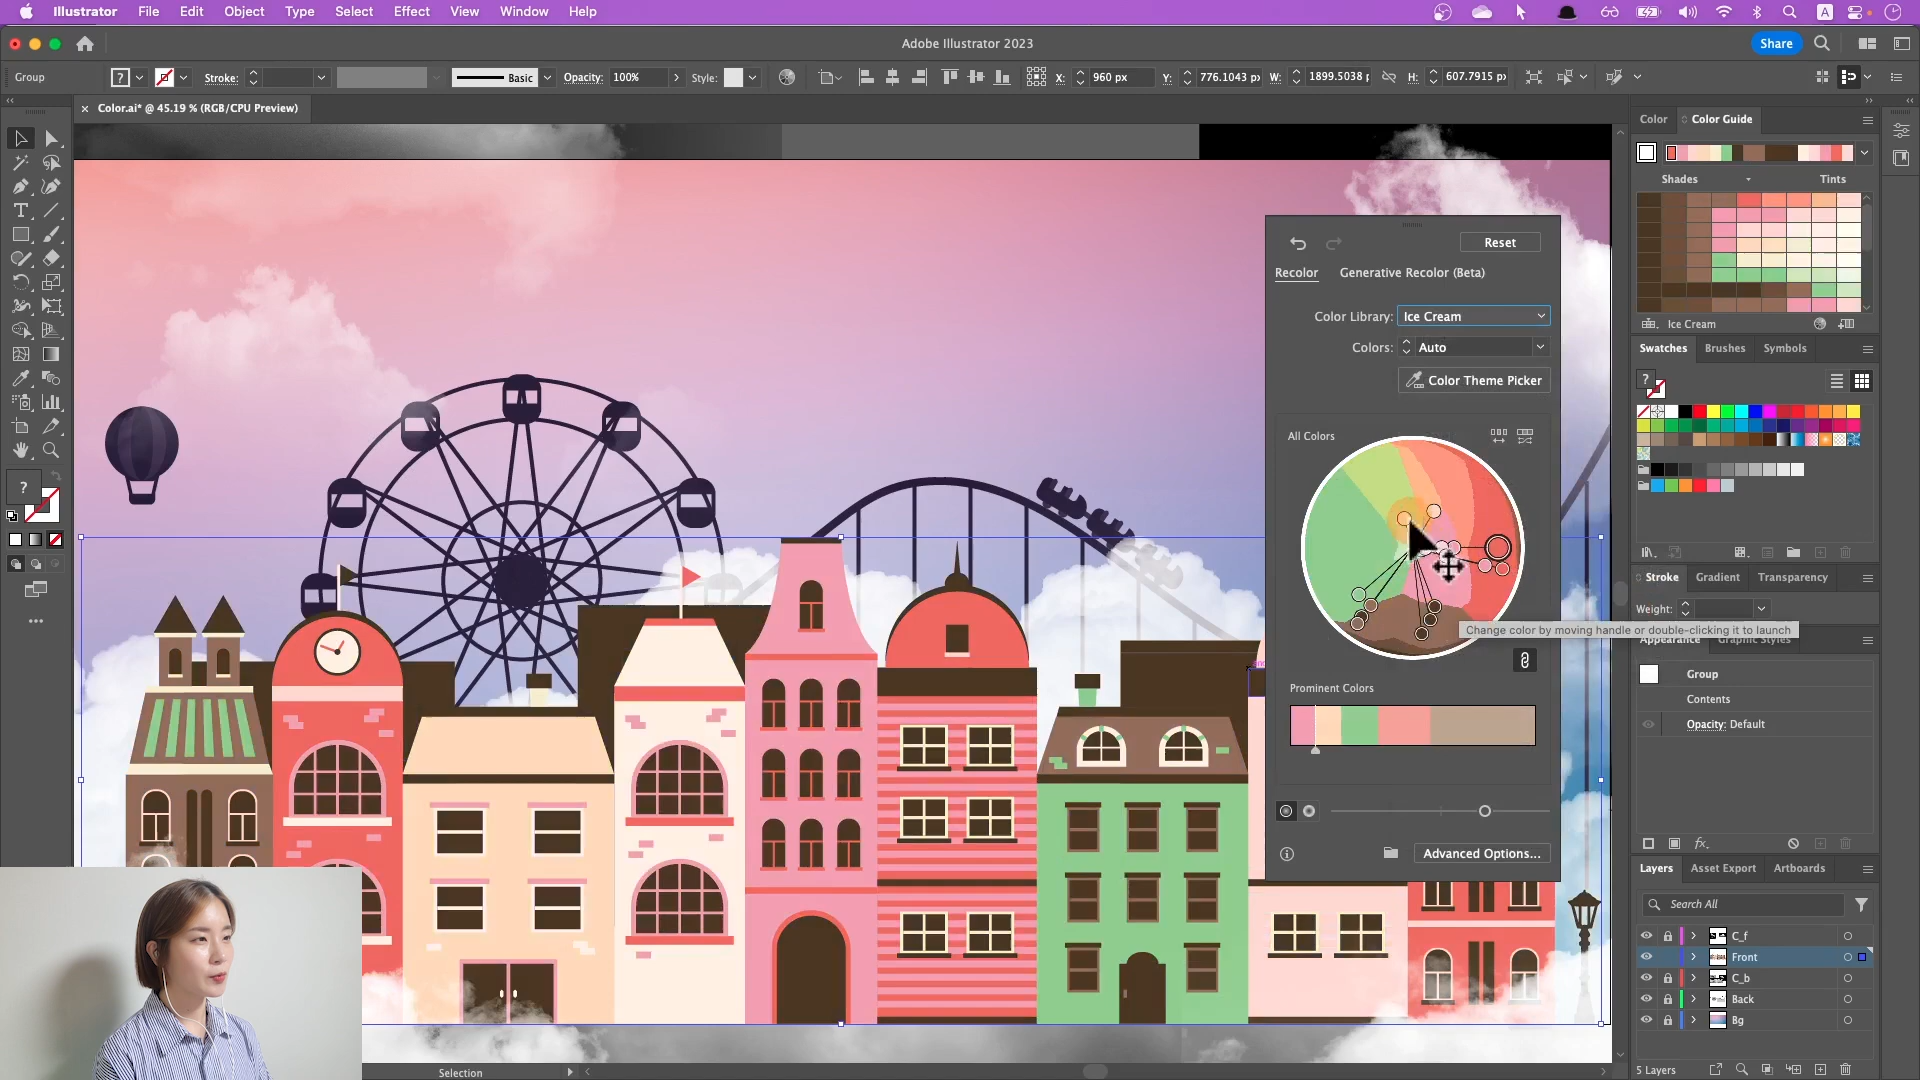 Illustrator File Edit Object Type Select Effect View Window Help
Adobe Illustrator 2023
Share
Group
Stroke:
Basic
Opacity: 100%
Style:
X: 960 px
Y: 776.1043 px
W: 1899.5038 p
H: 607.7915 px
Color.ai* @ 45.19 % (RGB/CPU Preview)
Reset
Recolor Generative Recolor (Beta)
Color Library: Ice Cream
Colors: Auto
Color Theme Picker
All Colors
Change color by moving handle or double-clicking it to launch
Prominent Colors
Advanced Options...
Color Color Guide
Shades Tints
Ice Cream
Swatches Brushes Symbols
Stroke Gradient Transparency
Weight:
Appearance Graphic Styles
Group
Contents
Opacity: Default
Layers Asset Export Artboards
Search All
C_f
Front
C_b
Back
Bg
5 Layers
Selection